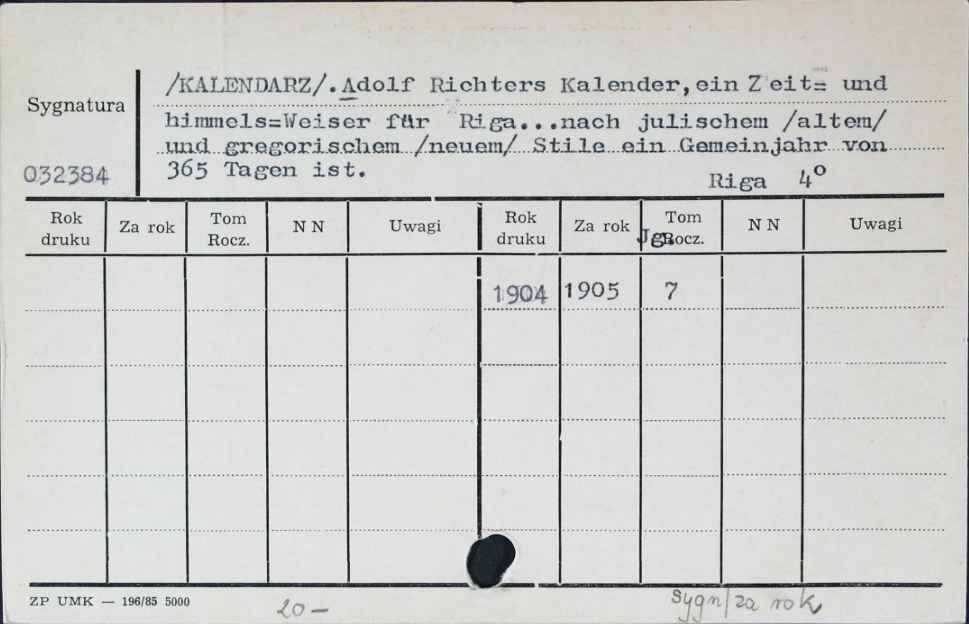 /KALENDARZ/.Adolf Richters Kalender,ein Zeit= und
Sygnatura
himmels=Weiser für Riga...nach julischem /altem/
und gregorischem /neuem/ Stile ein Gemeinjahr von
032384
365 Tagen ist.
Riga 4º
Rok druku Za rok Tom Rocz. N N Uwagi Rok druku Za rok Tom Jg. Rocz. N N Uwagi
1904 1905 7
ZP UMK — 196/85 5000
20 —
Sygn/za rok